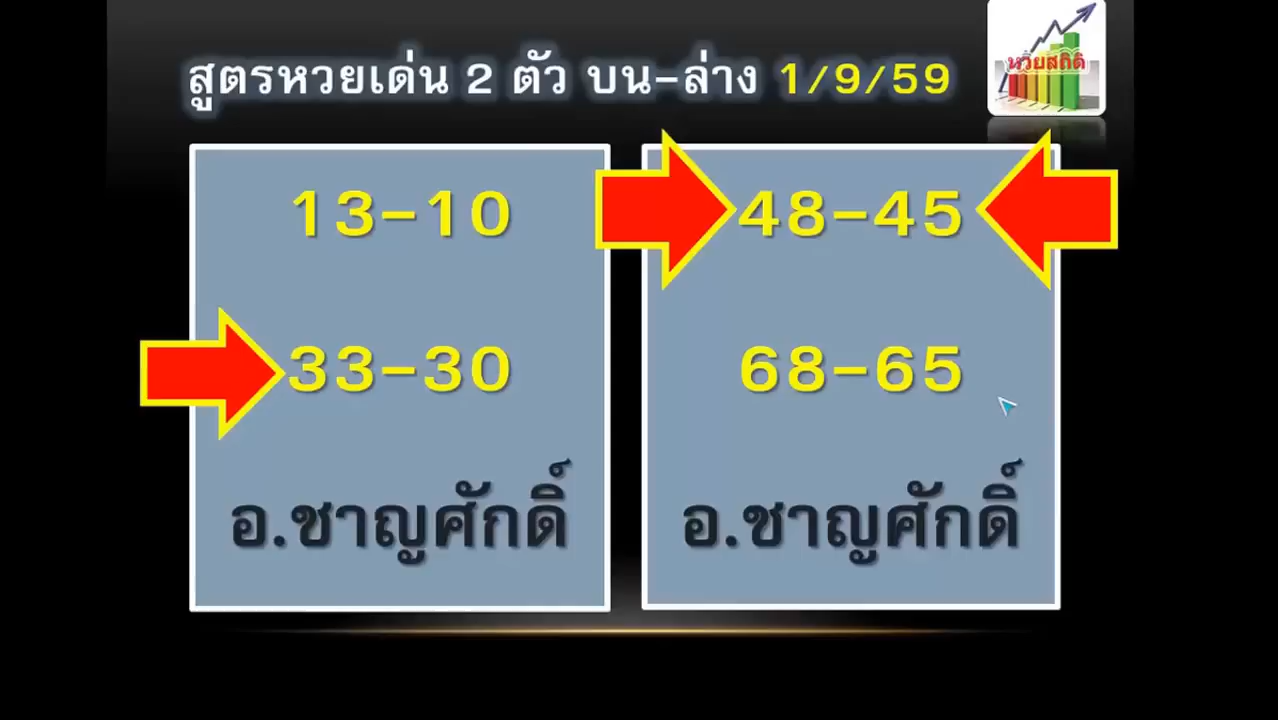 สูตรหวยเด่น 2 ตัว บน-ล่าง 1/9/59
หวยสถิติ
13-10
33-30
อ.ชาญศักดิ์
48-45
68-65
อ.ชาญศักดิ์